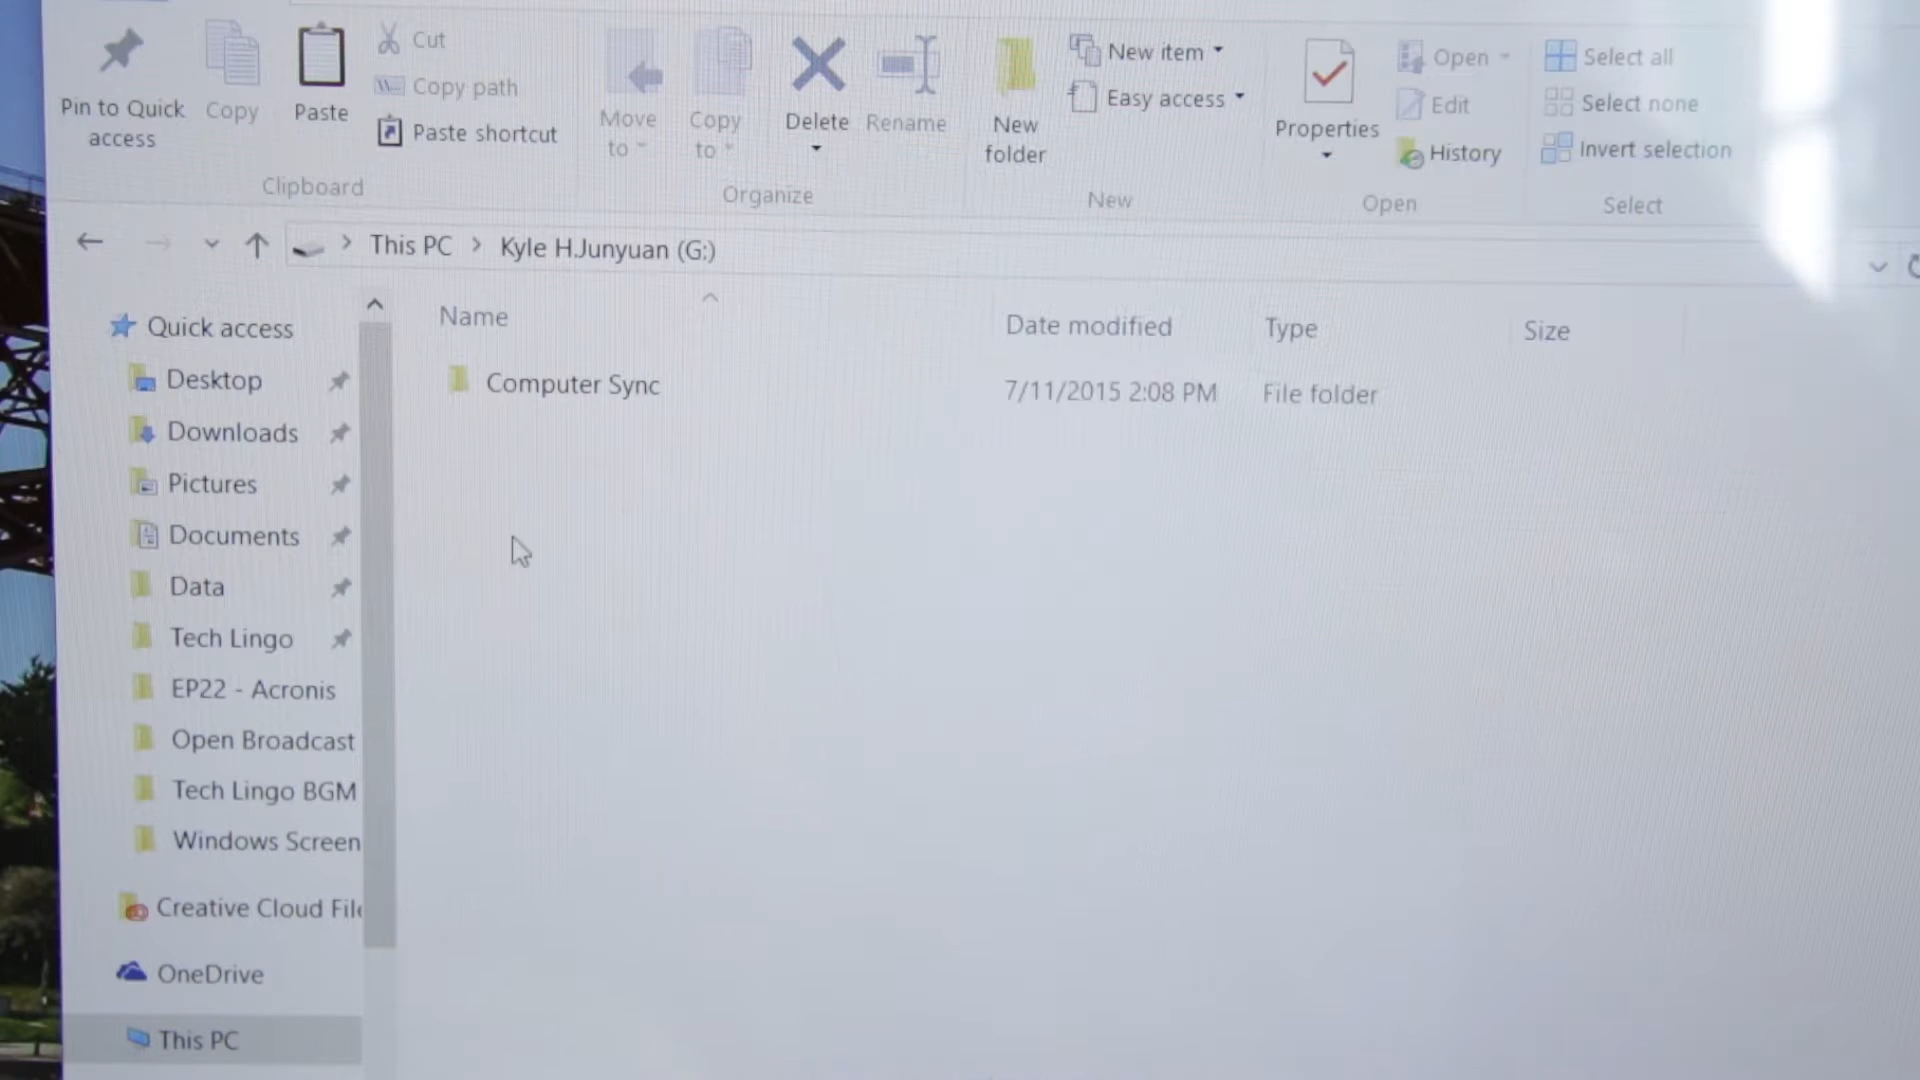 Pin to Quick
access
Copy
Paste
Cut
Copy path
Paste shortcut
Clipboard
Move
to
Copy
to
Delete
Rename
Organize
New
folder
New item
Easy access
New
Properties
Open
Edit
History
Open
Select all
Select none
Invert selection
Select
This PC > Kyle H.Junyuan (G:)
Quick access
Desktop
Downloads
Pictures
Documents
Data
Tech Lingo
EP22 - Acronis
Open Broadcast
Tech Lingo BGM
Windows Screen
Creative Cloud File
OneDrive
This PC
Name Date modified Type Size
Computer Sync 7/11/2015 2:08 PM File folder